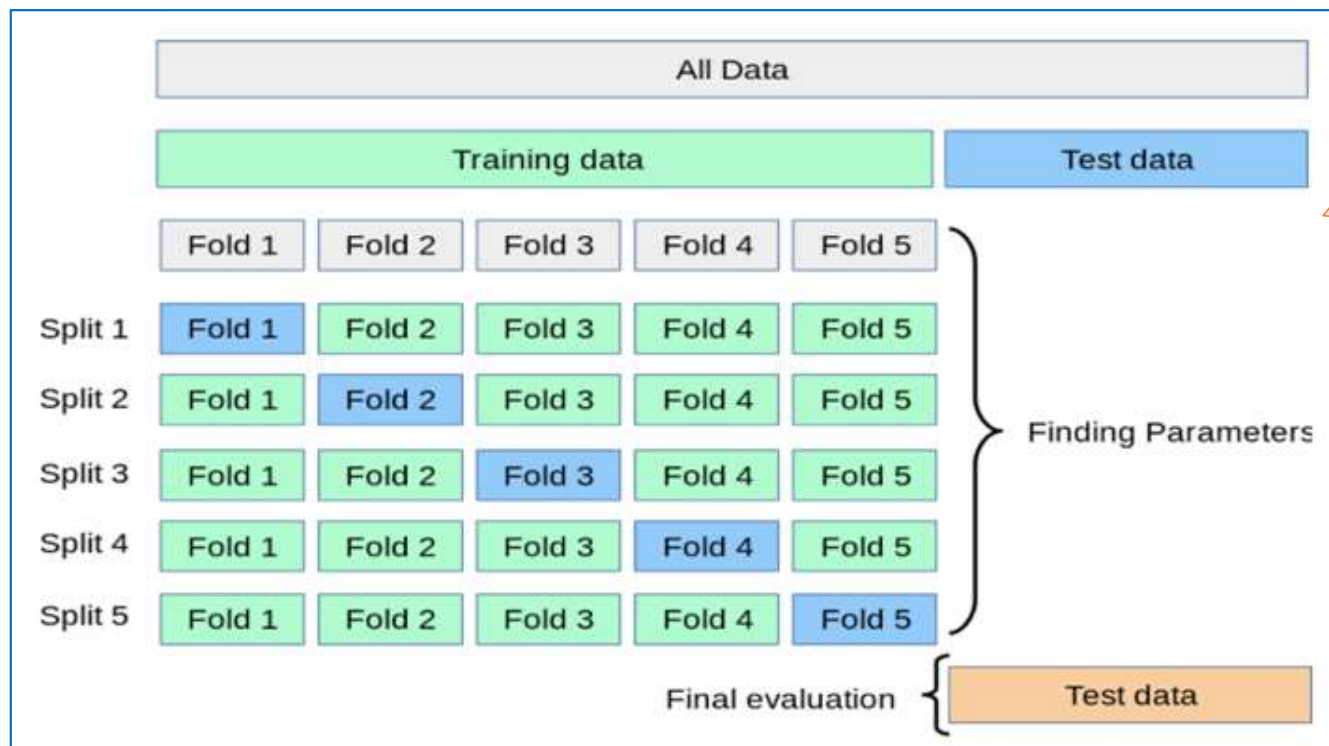 All Data
Training data Test data
Fold 1 Fold 2 Fold 3 Fold 4 Fold 5
Split 1 Fold 1 Fold 2 Fold 3 Fold 4 Fold 5
Split 2 Fold 1 Fold 2 Fold 3 Fold 4 Fold 5
Finding Parameters
Split 3 Fold 1 Fold 2 Fold 3 Fold 4 Fold 5
Split 4 Fold 1 Fold 2 Fold 3 Fold 4 Fold 5
Split 5 Fold 1 Fold 2 Fold 3 Fold 4 Fold 5
Final evaluation Test data